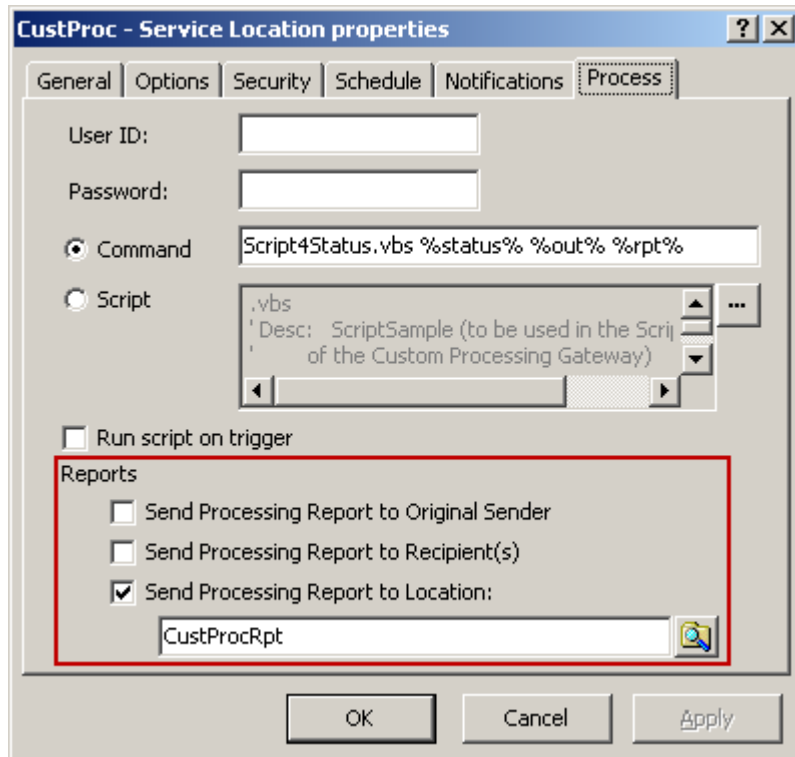 CustProc - Service Location properties
General Options Security Schedule Notifications Process
User ID:
Password:
Command Script4Status.vbs %status% %out% %rpt%
Script .vbs ...
' Desc: ScriptSample (to be used in the Scrip
' of the Custom Processing Gateway)
Run script on trigger
Reports
Send Processing Report to Original Sender
Send Processing Report to Recipient(s)
Send Processing Report to Location:
CustProcRpt
OK Cancel Apply